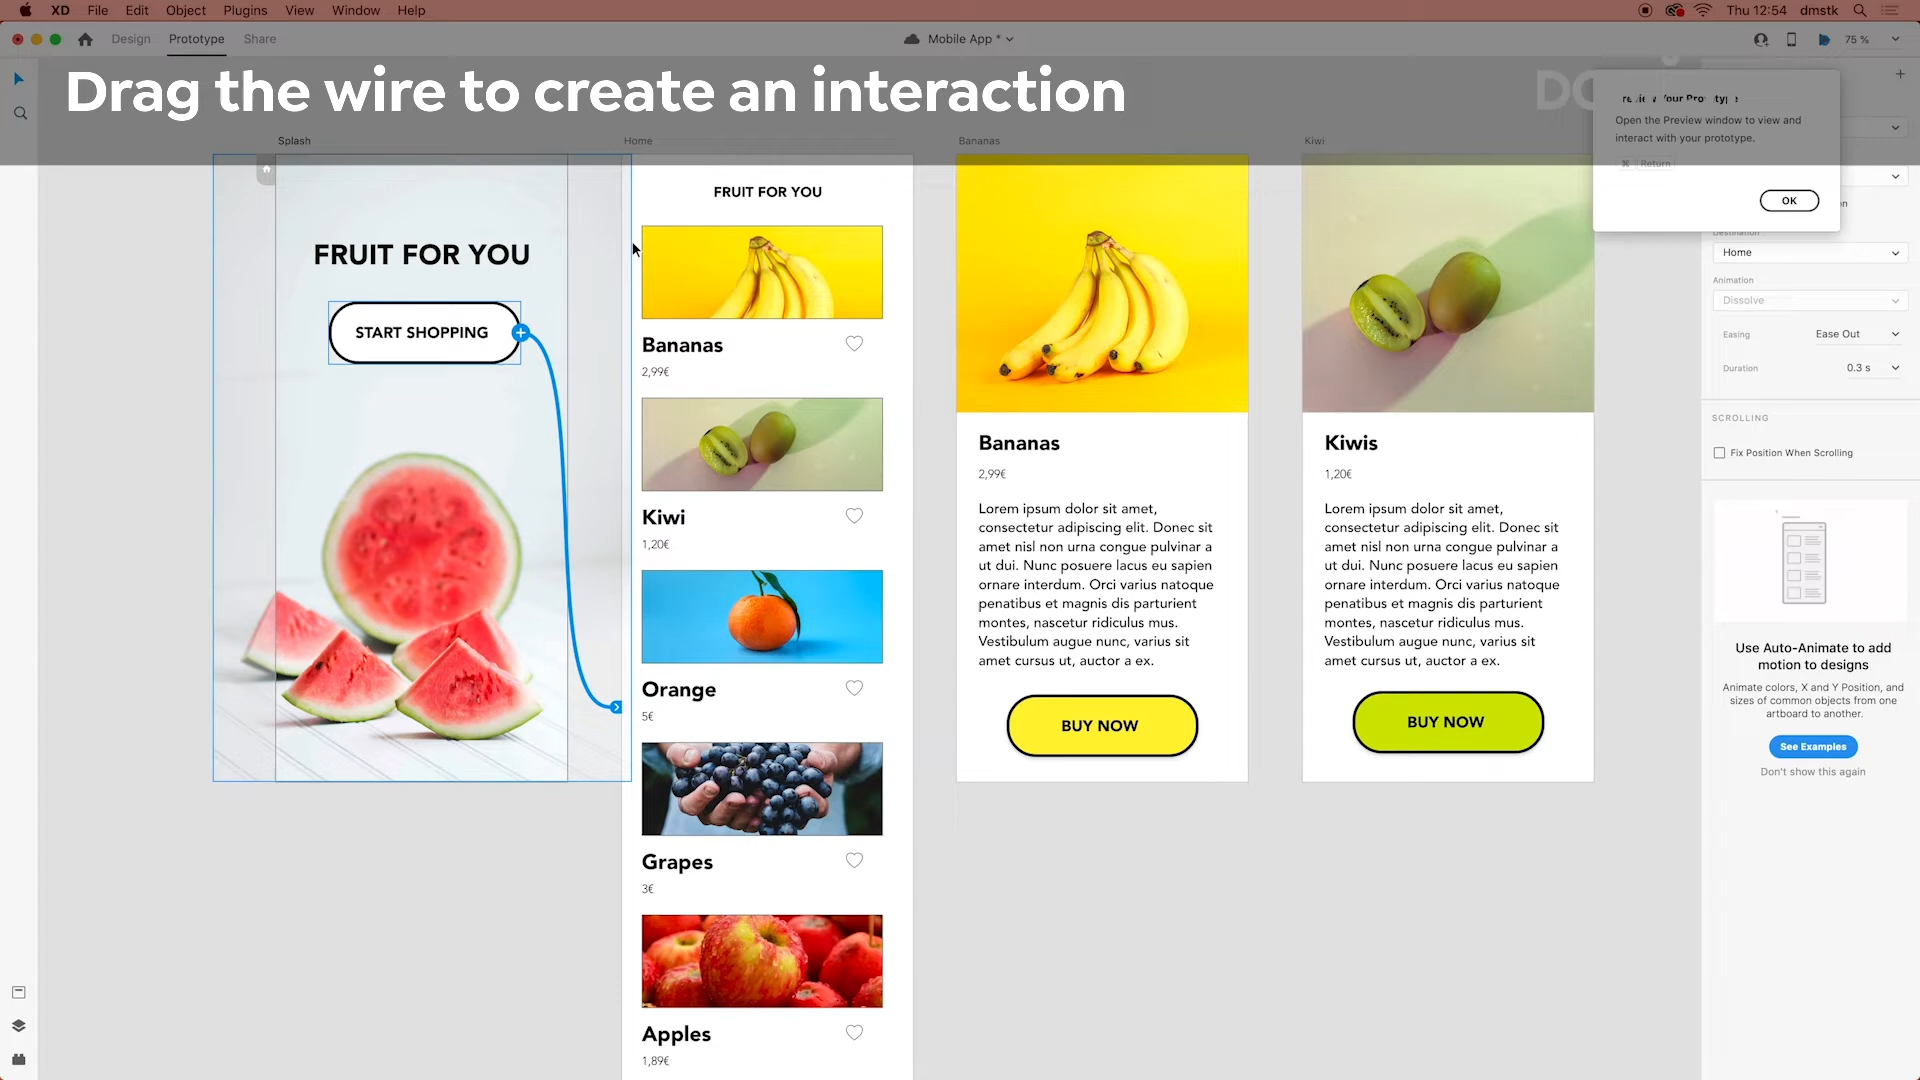 XD File Edit Object Plugins View Window Help
Thu 12:54 dmstk
Design Prototype Share
Mobile App *
75 %
Drag the wire to create an interaction
Your
Open the Preview window to view and
interact with your prototype.
⌘ Return
OK
Splash
Home
Bananas
Kiwi
FRUIT FOR YOU
START SHOPPING
FRUIT FOR YOU
Bananas
2,99€
Kiwi
1,20€
Orange
5€
Grapes
3€
Apples
1,89€
Bananas
2,99€
Lorem ipsum dolor sit amet,
consectetur adipiscing elit. Donec sit
amet nisl non urna congue pulvinar a
ut dui. Nunc posuere lacus eu sapien
ornare interdum. Orci varius natoque
penatibus et magnis dis parturient
montes, nascetur ridiculus mus.
Vestibulum augue nunc, varius sit
amet cursus ut, auctor a ex.
BUY NOW
Kiwis
1,20€
Lorem ipsum dolor sit amet,
consectetur adipiscing elit. Donec sit
amet nisl non urna congue pulvinar a
ut dui. Nunc posuere lacus eu sapien
ornare interdum. Orci varius natoque
penatibus et magnis dis parturient
montes, nascetur ridiculus mus.
Vestibulum augue nunc, varius sit
amet cursus ut, auctor a ex.
BUY NOW
Destination
Home
Animation
Dissolve
Easing Ease Out
Duration 0.3 s
SCROLLING
Fix Position When Scrolling
Use Auto-Animate to add
motion to designs
Animate colors, X and Y Position, and
sizes of common objects from one
artboard to another.
See Examples
Don't show this again